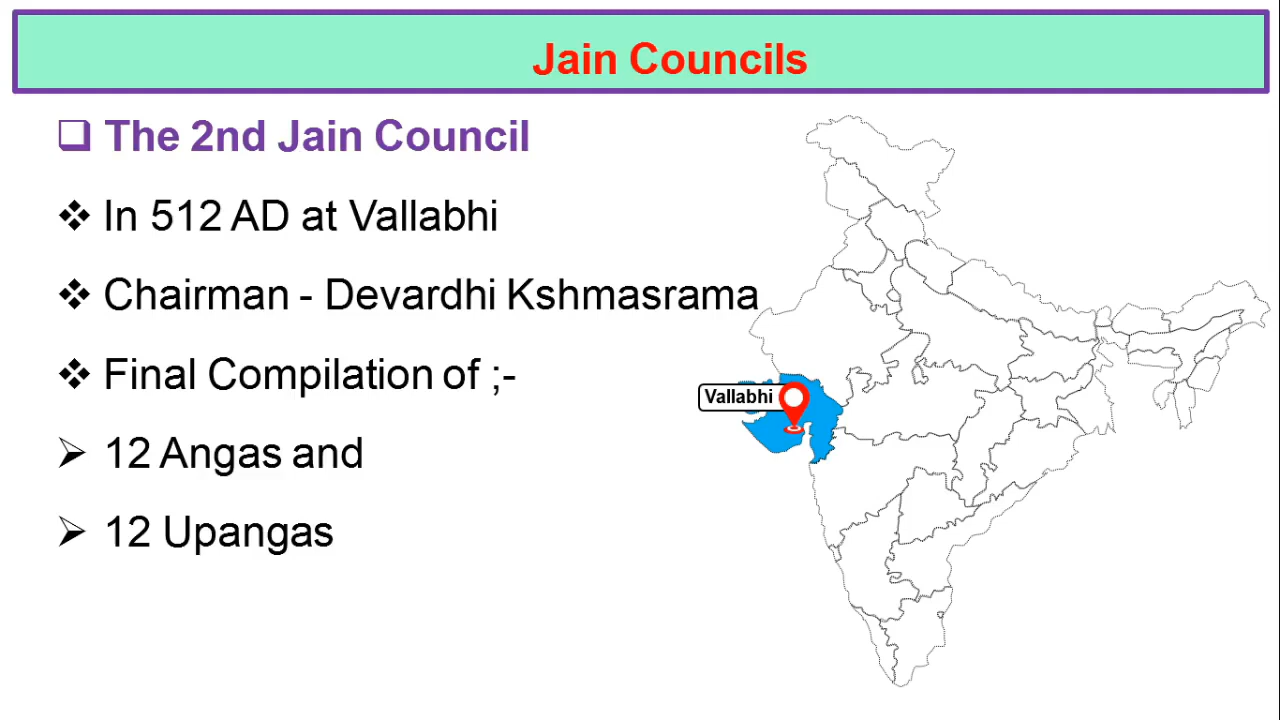 Jain Councils
The 2nd Jain Council
In 512 AD at Vallabhi
Chairman - Devardhi Kshmasrama
Final Compilation of ;-
12 Angas and
12 Upangas
Vallabhi